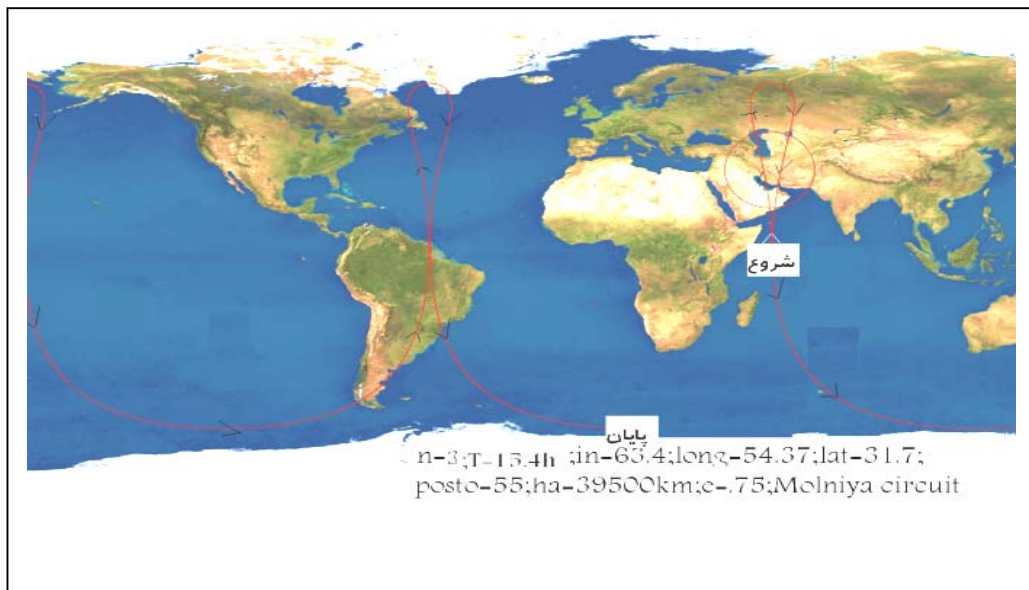 شروع
پایان
n-3;T-15.4h ;in-63.4;long-54.37;lat-31.7;
posto-55;ha-39500km;e-.75;Molniya circuit